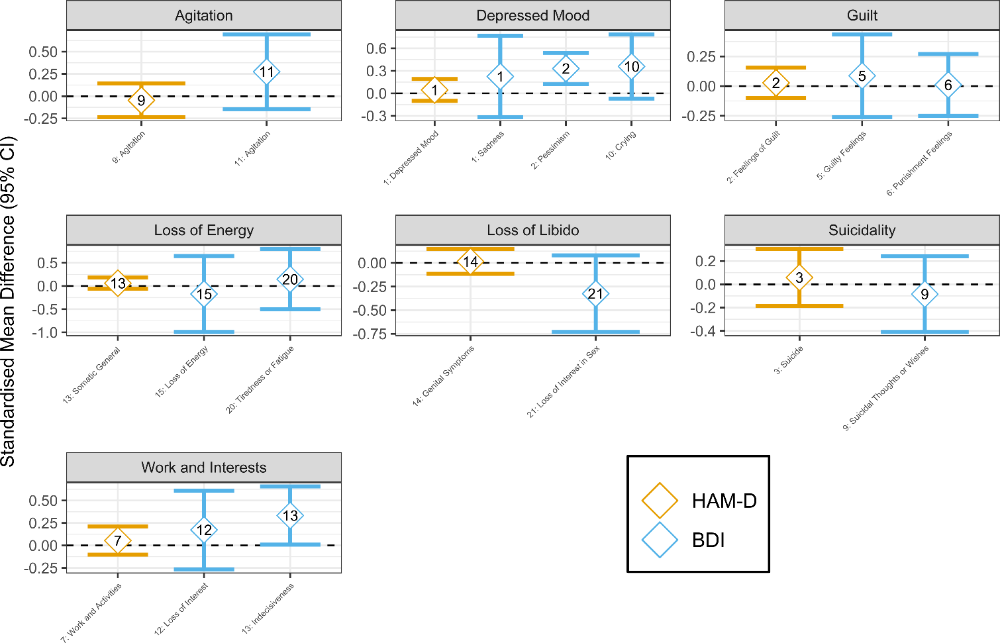 Standardised Mean Difference (95% CI)
Agitation
0.50
0.25
0.00
-0.25
9
11
9: Agitation
11: Agitation
Depressed Mood
0.6
0.3
0.0
-0.3
1
1
2
10
1: Depressed Mood
1: Sadness
2: Pessimism
10: Crying
Guilt
0.25
0.00
-0.25
2
5
6
2: Feelings of Guilt
5: Guilty Feelings
6: Punishment Feelings
Loss of Energy
0.5
0.0
-0.5
-1.0
13
15
20
13: Somatic General
15: Loss of Energy
20: Tiredness or Fatigue
Loss of Libido
0.00
-0.25
-0.50
-0.75
14
21
14: Genital Symptoms
21: Loss of Interest in Sex
Suicidality
0.2
0.0
-0.2
-0.4
3
9
3: Suicide
9: Suicidal Thoughts or Wishes
Work and Interests
0.50
0.25
0.00
-0.25
7
12
13
7: Work and Activities
12: Loss of Interest
13: Indecisiveness
HAM-D
BDI